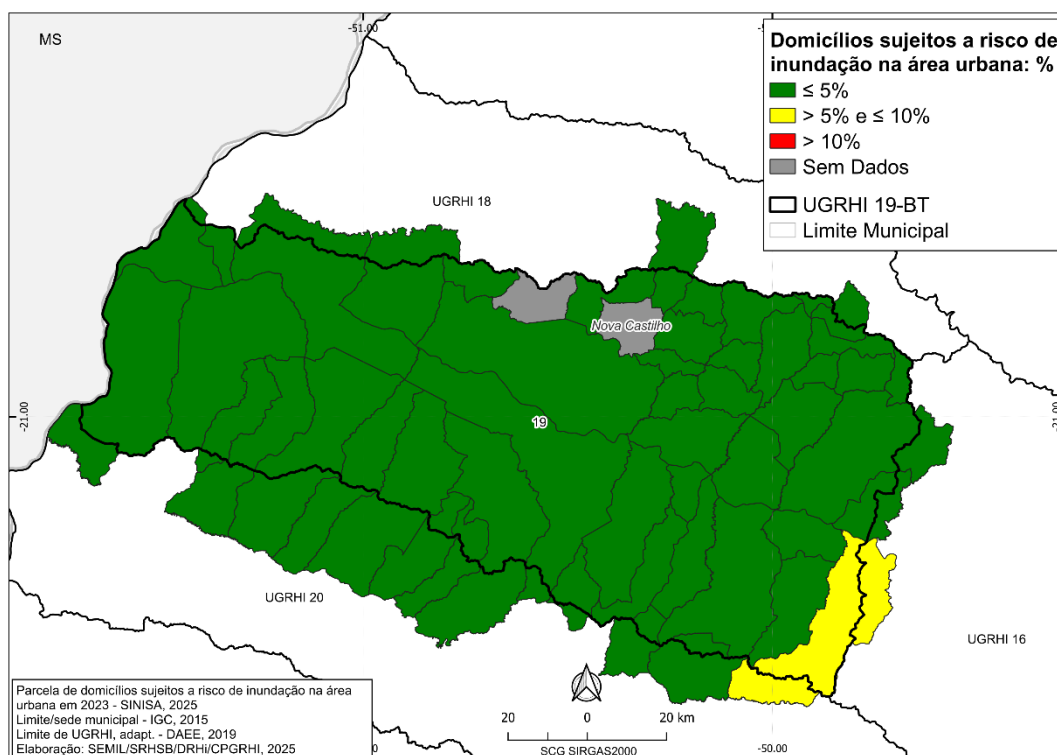 -51.00
MS
Domicílios sujeitos a risco de
inundação na área urbana: %
≤ 5%
> 5% e ≤ 10%
> 10%
Sem Dados
UGRHI 19-BT
Limite Municipal
UGRHI 18
Nova Castilho
-21.00
19
UGRHI 20
UGRHI 16
Parcela de domicílios sujeitos a risco de inundação na área
urbana em 2023 - SINISA, 2025
Limite/sede municipal - IGC, 2015
Limite de UGRHI, adapt. - DAEE, 2019
Elaboração: SEMIL/SRHSB/DRHi/CPGRHI, 2025
20 0 20 km
SCG SIRGAS2000
-50.00